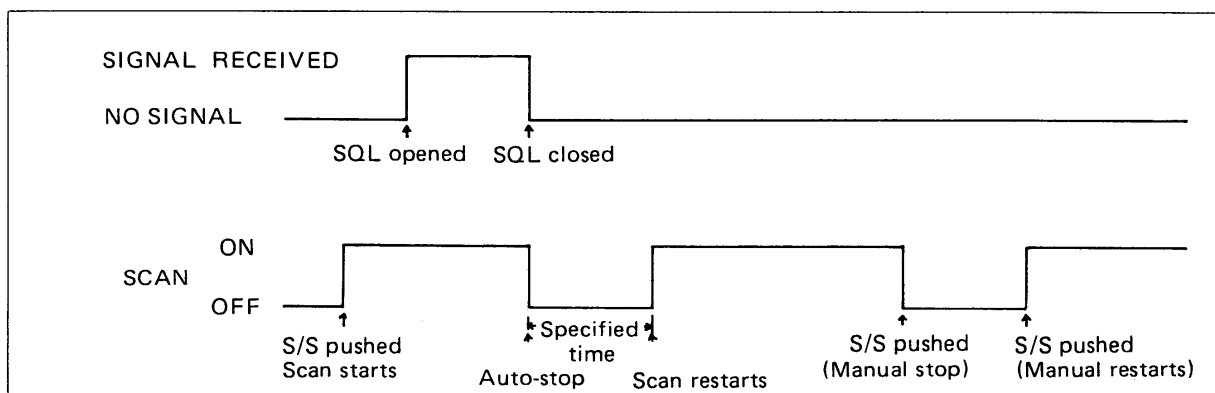 SIGNAL RECEIVED
NO SIGNAL
SQL opened
SQL closed
ON
SCAN
OFF
S/S pushed
Scan starts
Specified
time
Auto-stop
Scan restarts
S/S pushed
(Manual stop)
S/S pushed
(Manual restarts)